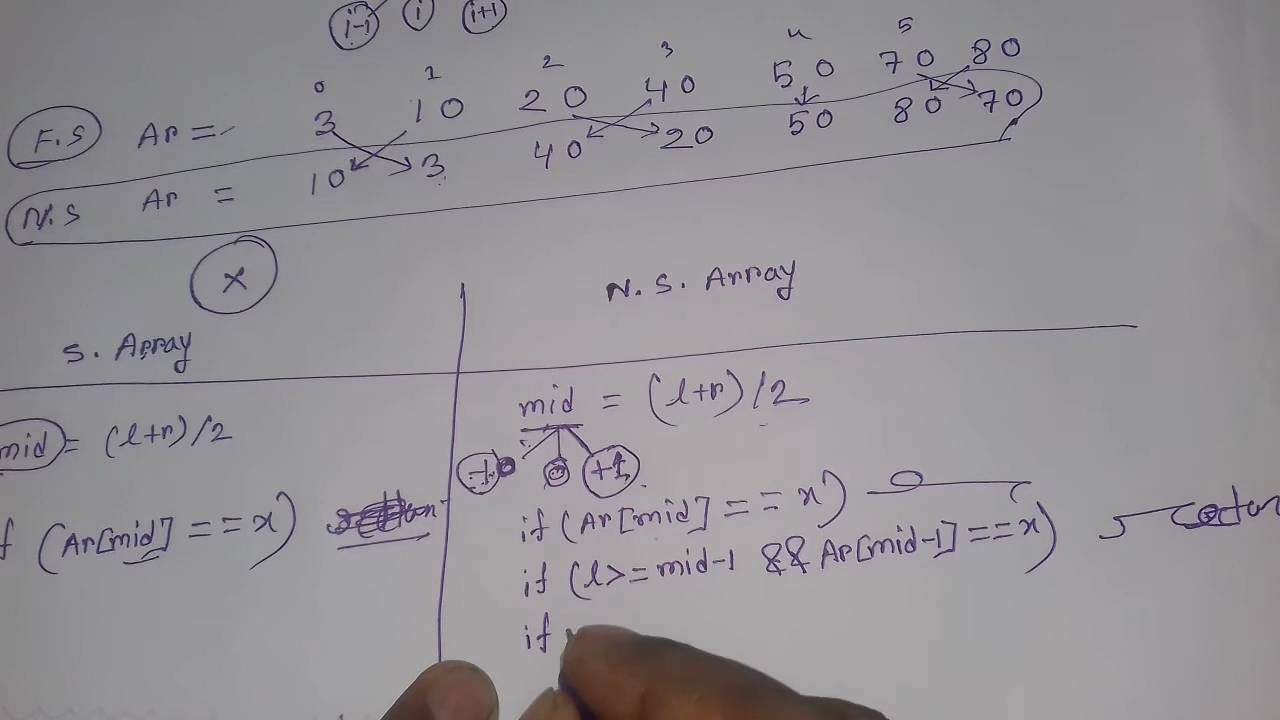 i-1 i i+1
0 1 2 3 4 5
F.S Ar = 3 10 20 40 50 70 80
N.S Ar = 10 3 40 20 50 80 70
x
S. Array
N. S. Array
mid = (l+r)/2
mid = (l+r)/2
-1 +1
if (Ar[mid] == x)
f (Ar[mid] == x)
if (l>=mid-1 && Ar[mid-1] == x)
if